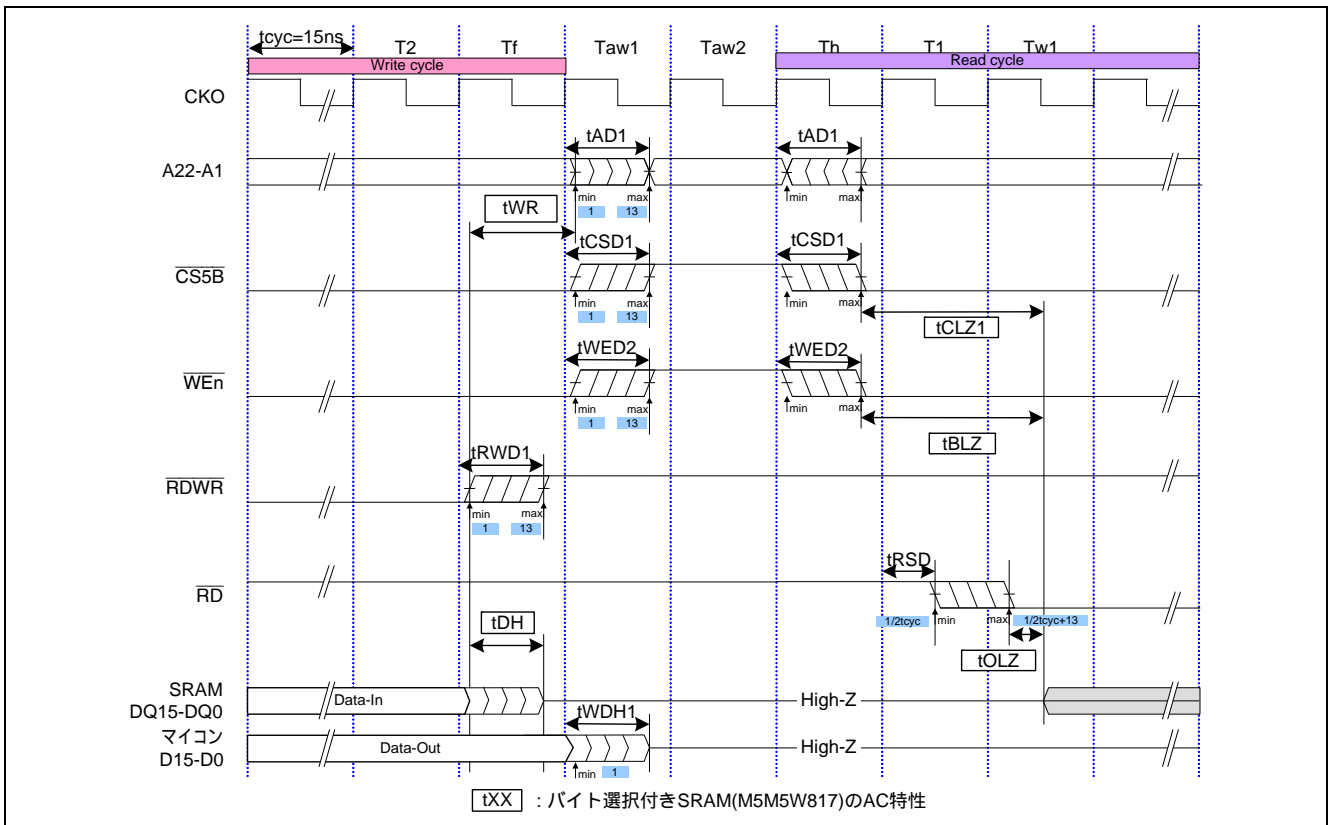 tcyc=15ns T2 Tf Taw1 Taw2 Th T1 Tw1
Write cycle Read cycle
CKO
tAD1 tAD1
A22-A1
min max min max
1 13
tWR
tCSD1 tCSD1
CS5B
min max min max
1 13
tCLZ1
tWED2 tWED2
WEn
min max min max
1 13
tBLZ
tRWD1
RDWR
min max
1 13
tRSD
RD
1/2tcyc min max 1/2tcyc+13
tDH
tOLZ
SRAM
DQ15-DQ0
Data-In High-Z
tWDH1
マイコン
D15-D0
Data-Out High-Z
min 1
tXX : バイト選択付きSRAM(M5M5W817)のAC特性